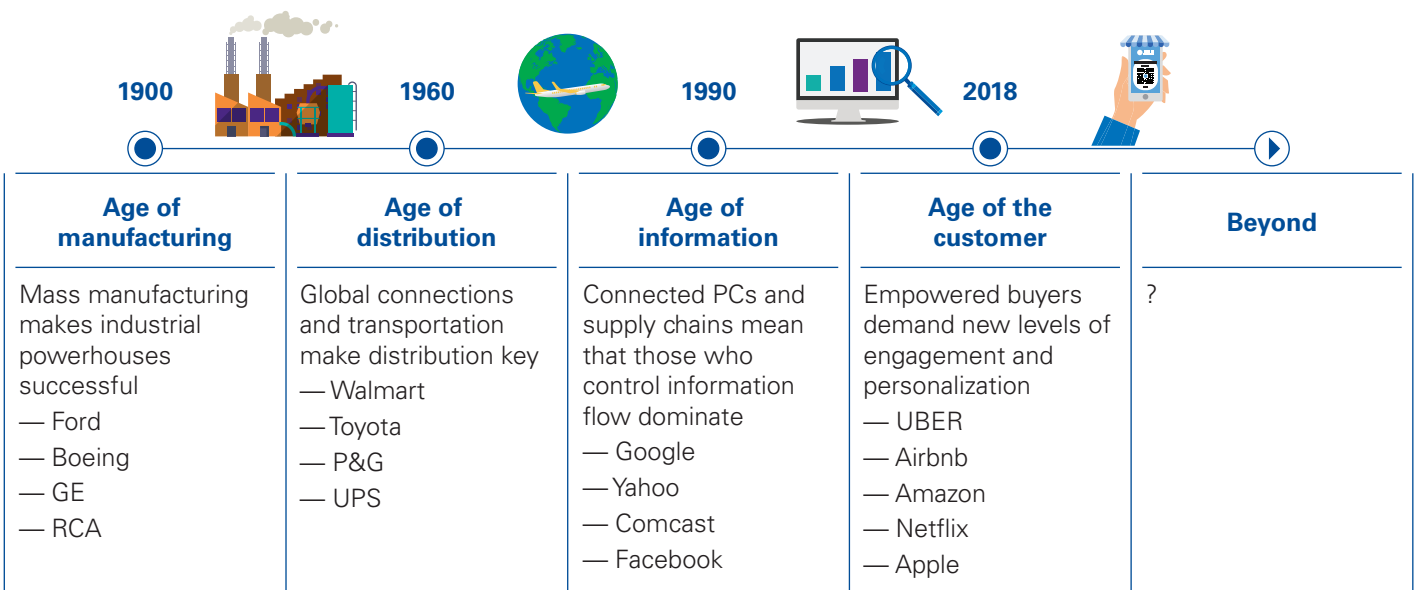 1900
1960
1990
2018
Age of
manufacturing
Mass manufacturing
makes industrial
powerhouses
successful
— Ford
— Boeing
— GE
— RCA
Age of
distribution
Global connections
and transportation
make distribution key
— Walmart
— Toyota
— P&G
— UPS
Age of
information
Connected PCs and
supply chains mean
that those who
control information
flow dominate
— Google
— Yahoo
— Comcast
— Facebook
Age of the
customer
Empowered buyers
demand new levels of
engagement and
personalization
— UBER
— Airbnb
— Amazon
— Netflix
— Apple
Beyond
?